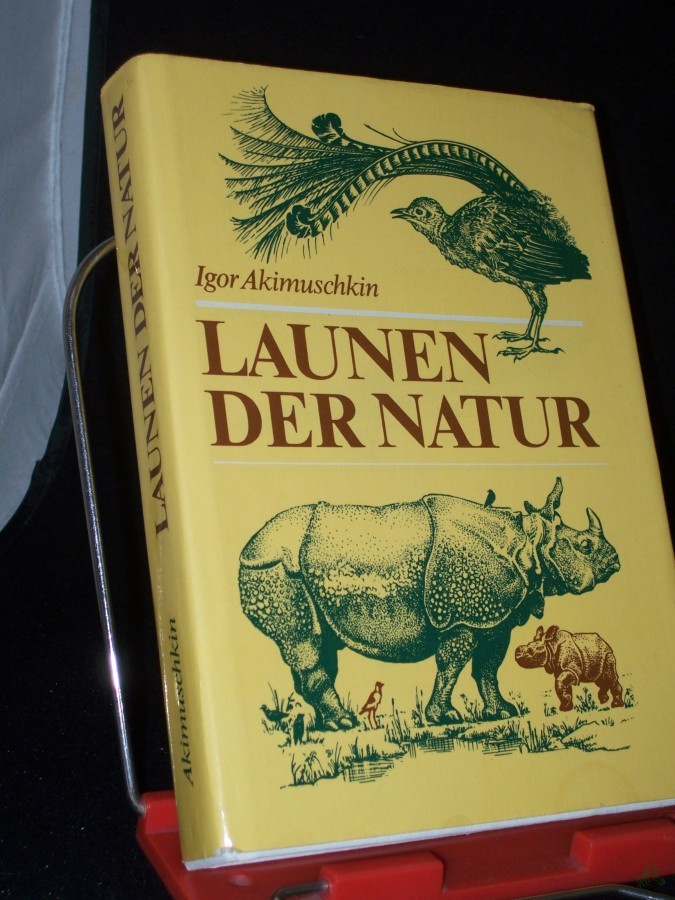 Igor Akimuschkin
LAUNEN
DER NATUR
LAUNEN DER NATUR
Akimuschkin